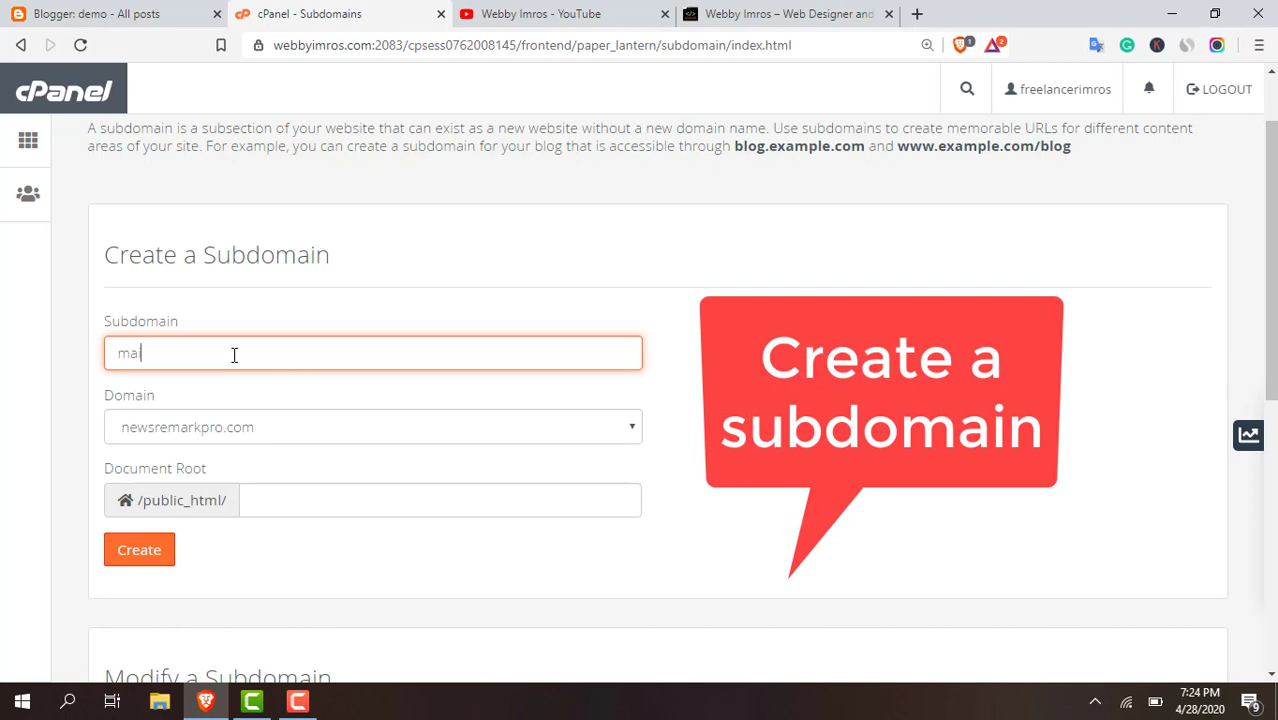 Blogger: demo - All posts
cPanel - Subdomains
Webby Imros - YouTube
Webby Imros – Web Designer and
webbyimros.com:2083/cpsess0762008145/frontend/paper_lantern/subdomain/index.html
1
2
cPanel
freelancerimros
LOGOUT
A subdomain is a subsection of your website that can exist as a new website without a new domain name. Use subdomains to create memorable URLs for different content
areas of your site. For example, you can create a subdomain for your blog that is accessible through blog.example.com and www.example.com/blog
Create a Subdomain
Subdomain
mai
Domain
newsremarkpro.com
Document Root
/public_html/
Create
Create a
subdomain
Modify a Subdomain
7:24 PM
4/28/2020
9